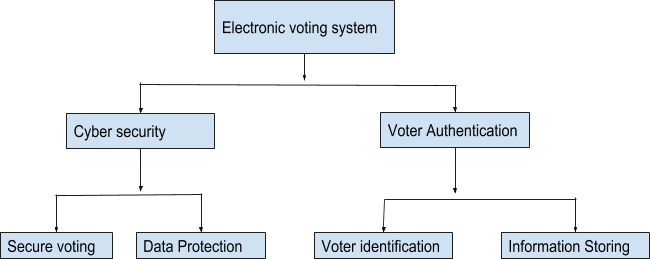 Electronic voting system
Cyber security
Voter Authentication
Secure voting
Data Protection
Voter identification
Information Storing